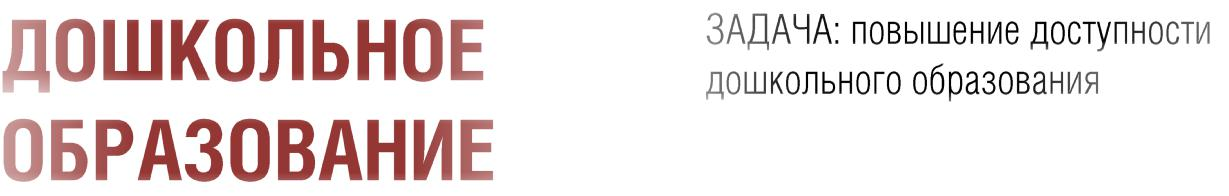 ДОШКОЛЬНОЕ
ОБРАЗОВАНИЕ
ЗАДАЧА: повышение доступности
дошкольного образования